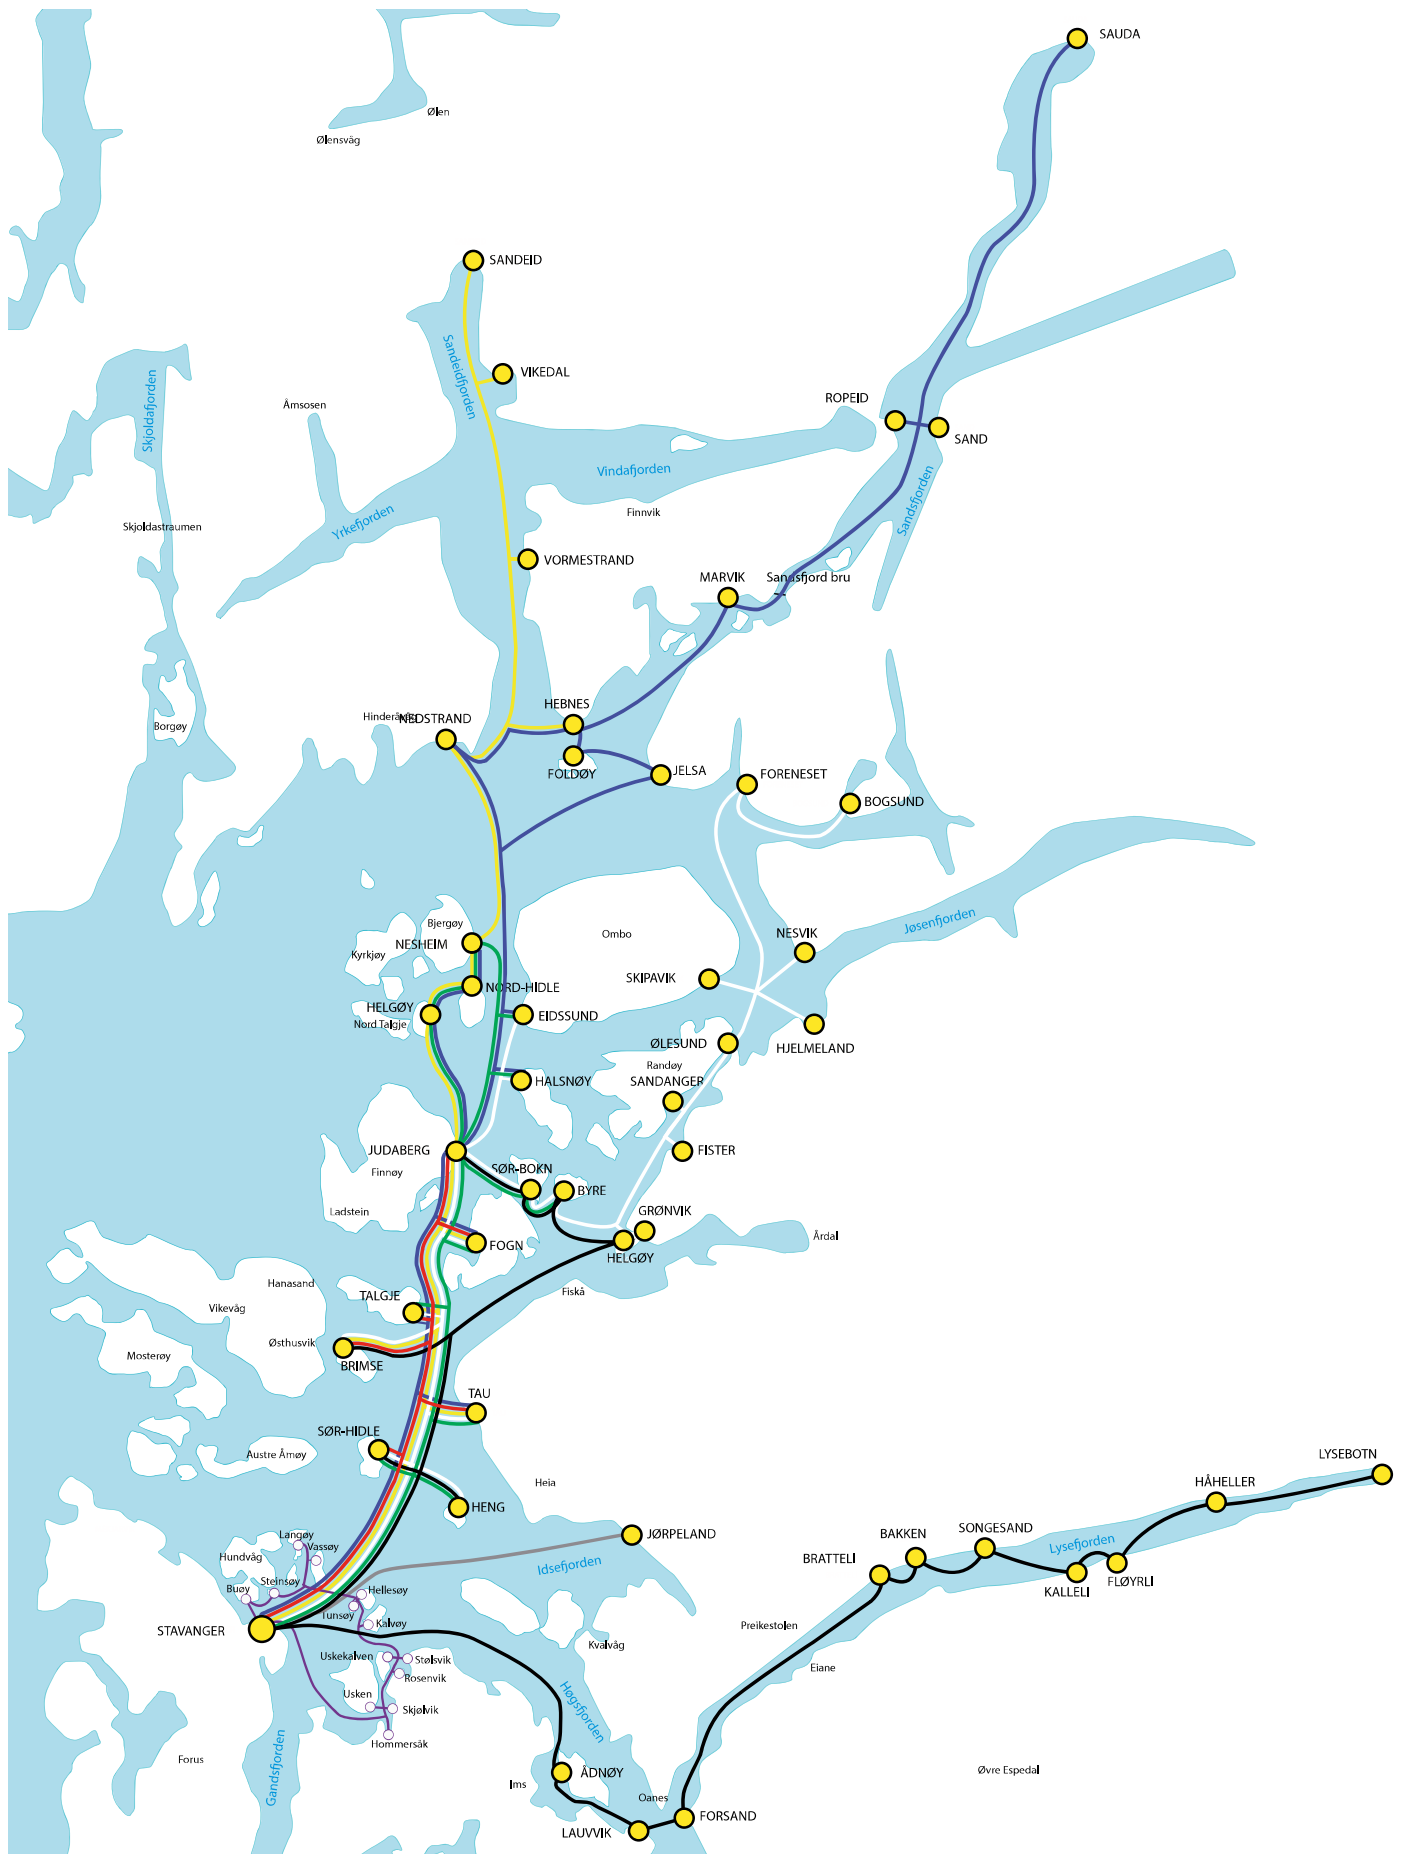 SAUDA
Ølen
Ølensvåg
SANDEID
Sandeidfjorden
VIKEDAL
Skjoldafjorden
Åmsosen
ROPEID
SAND
Vindafjorden
Sandsfjorden
Finnvik
Yrkefjorden
Skjoldastraumen
VORMESTRAND
MARVIK
Sandsfjord bru
HEBNES
Hinderåvåg
NEDSTRAND
Borgøy
FOLDØY
JELSA
FORENESET
BOGSUND
Bjergøy
Ombo
NESVIK
Jøsenfjorden
NESHEIM
Kyrkjøy
SKIPAVIK
NORD-HIDLE
HELGØY
EIDSSUND
Nord Talgje
HJELMELAND
ØLESUND
Randøy
HALSNØY
SANDANGER
JUDABERG
FISTER
Finnøy
SØR-BOKN
BYRE
Ladstein
GRØNVIK
FOGN
HELGØY
Årdal
Hanasand
TALGJE
Fiskå
Vikevåg
Østhusvik
Mosterøy
BRIMSE
TAU
SØR-HIDLE
Austre Åmøy
Heia
LYSEBOTN
HÅHELLER
HENG
Langøy
JØRPELAND
BAKKEN
SONGESAND
Lysefjorden
Vassøy
Hundvåg
Idsefjorden
BRATTELI
FLØYRLI
KALLELI
Steinsøy
Buøy
Hellesøy
Tunsøy
Kalvøy
STAVANGER
Preikestolen
Kvalvåg
Uskekalven
Stølsvik
Rosenvik
Eiane
Usken
Skjølvik
Høgsfjorden
Hommersåk
Forus
Gandsfjorden
Ims
ÅDNØY
Øvre Espedal
Oanes
FORSAND
LAUVVIK